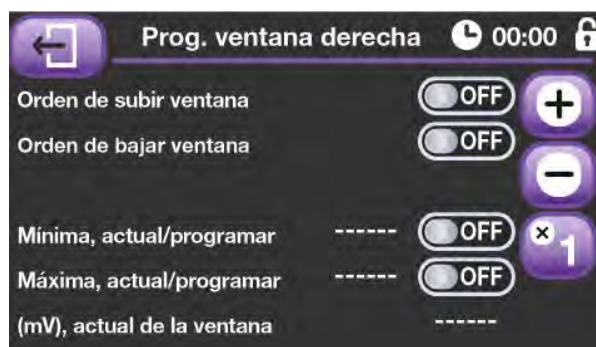 Prog. ventana derecha 00:00
Orden de subir ventana OFF
Orden de bajar ventana OFF
Mínima, actual/programar ------ OFF
Máxima, actual/programar ------ OFF
(mV), actual de la ventana ------
+
−
×1